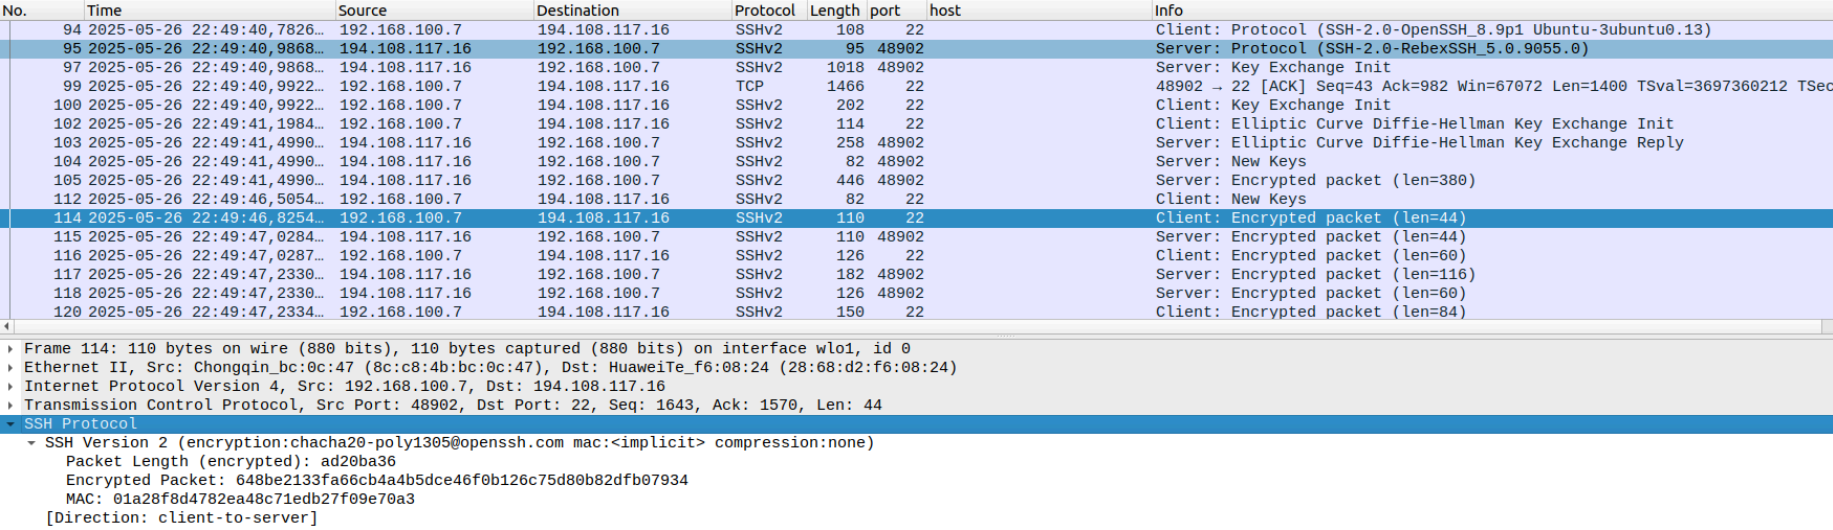 No. Time Source Destination Protocol Length port host Info
94 2025-05-26 22:49:40,7826… 192.168.100.7 194.108.117.16 SSHv2 108 22 Client: Protocol (SSH-2.0-OpenSSH_8.9p1 Ubuntu-3ubuntu0.13)
95 2025-05-26 22:49:40,9868… 194.108.117.16 192.168.100.7 SSHv2 95 48902 Server: Protocol (SSH-2.0-RebexSSH_5.0.9055.0)
97 2025-05-26 22:49:40,9868… 194.108.117.16 192.168.100.7 SSHv2 1018 48902 Server: Key Exchange Init
99 2025-05-26 22:49:40,9922… 192.168.100.7 194.108.117.16 TCP 1466 22 48902 → 22 [ACK] Seq=43 Ack=982 Win=67072 Len=1400 TSval=3697360212 TSec
100 2025-05-26 22:49:40,9922… 192.168.100.7 194.108.117.16 SSHv2 202 22 Client: Key Exchange Init
102 2025-05-26 22:49:41,1984… 192.168.100.7 194.108.117.16 SSHv2 114 22 Client: Elliptic Curve Diffie-Hellman Key Exchange Init
103 2025-05-26 22:49:41,4990… 194.108.117.16 192.168.100.7 SSHv2 258 48902 Server: Elliptic Curve Diffie-Hellman Key Exchange Reply
104 2025-05-26 22:49:41,4990… 194.108.117.16 192.168.100.7 SSHv2 82 48902 Server: New Keys
105 2025-05-26 22:49:41,4990… 194.108.117.16 192.168.100.7 SSHv2 446 48902 Server: Encrypted packet (len=380)
112 2025-05-26 22:49:46,5054… 192.168.100.7 194.108.117.16 SSHv2 82 22 Client: New Keys
114 2025-05-26 22:49:46,8254… 192.168.100.7 194.108.117.16 SSHv2 110 22 Client: Encrypted packet (len=44)
115 2025-05-26 22:49:47,0284… 194.108.117.16 192.168.100.7 SSHv2 110 48902 Server: Encrypted packet (len=44)
116 2025-05-26 22:49:47,0287… 192.168.100.7 194.108.117.16 SSHv2 126 22 Client: Encrypted packet (len=60)
117 2025-05-26 22:49:47,2330… 194.108.117.16 192.168.100.7 SSHv2 182 48902 Server: Encrypted packet (len=116)
118 2025-05-26 22:49:47,2330… 194.108.117.16 192.168.100.7 SSHv2 126 48902 Server: Encrypted packet (len=60)
120 2025-05-26 22:49:47,2334… 192.168.100.7 194.108.117.16 SSHv2 150 22 Client: Encrypted packet (len=84)
Frame 114: 110 bytes on wire (880 bits), 110 bytes captured (880 bits) on interface wlo1, id 0
Ethernet II, Src: Chongqin_bc:0c:47 (8c:c8:4b:bc:0c:47), Dst: HuaweiTe_f6:08:24 (28:68:d2:f6:08:24)
Internet Protocol Version 4, Src: 192.168.100.7, Dst: 194.108.117.16
Transmission Control Protocol, Src Port: 48902, Dst Port: 22, Seq: 1643, Ack: 1570, Len: 44
SSH Protocol
SSH Version 2 (encryption:chacha20-poly1305@openssh.com mac:<implicit> compression:none)
Packet Length (encrypted): ad20ba36
Encrypted Packet: 648be2133fa66cb4a4b5dce46f0b126c75d80b82dfb07934
MAC: 01a28f8d4782ea48c71edb27f09e70a3
[Direction: client-to-server]